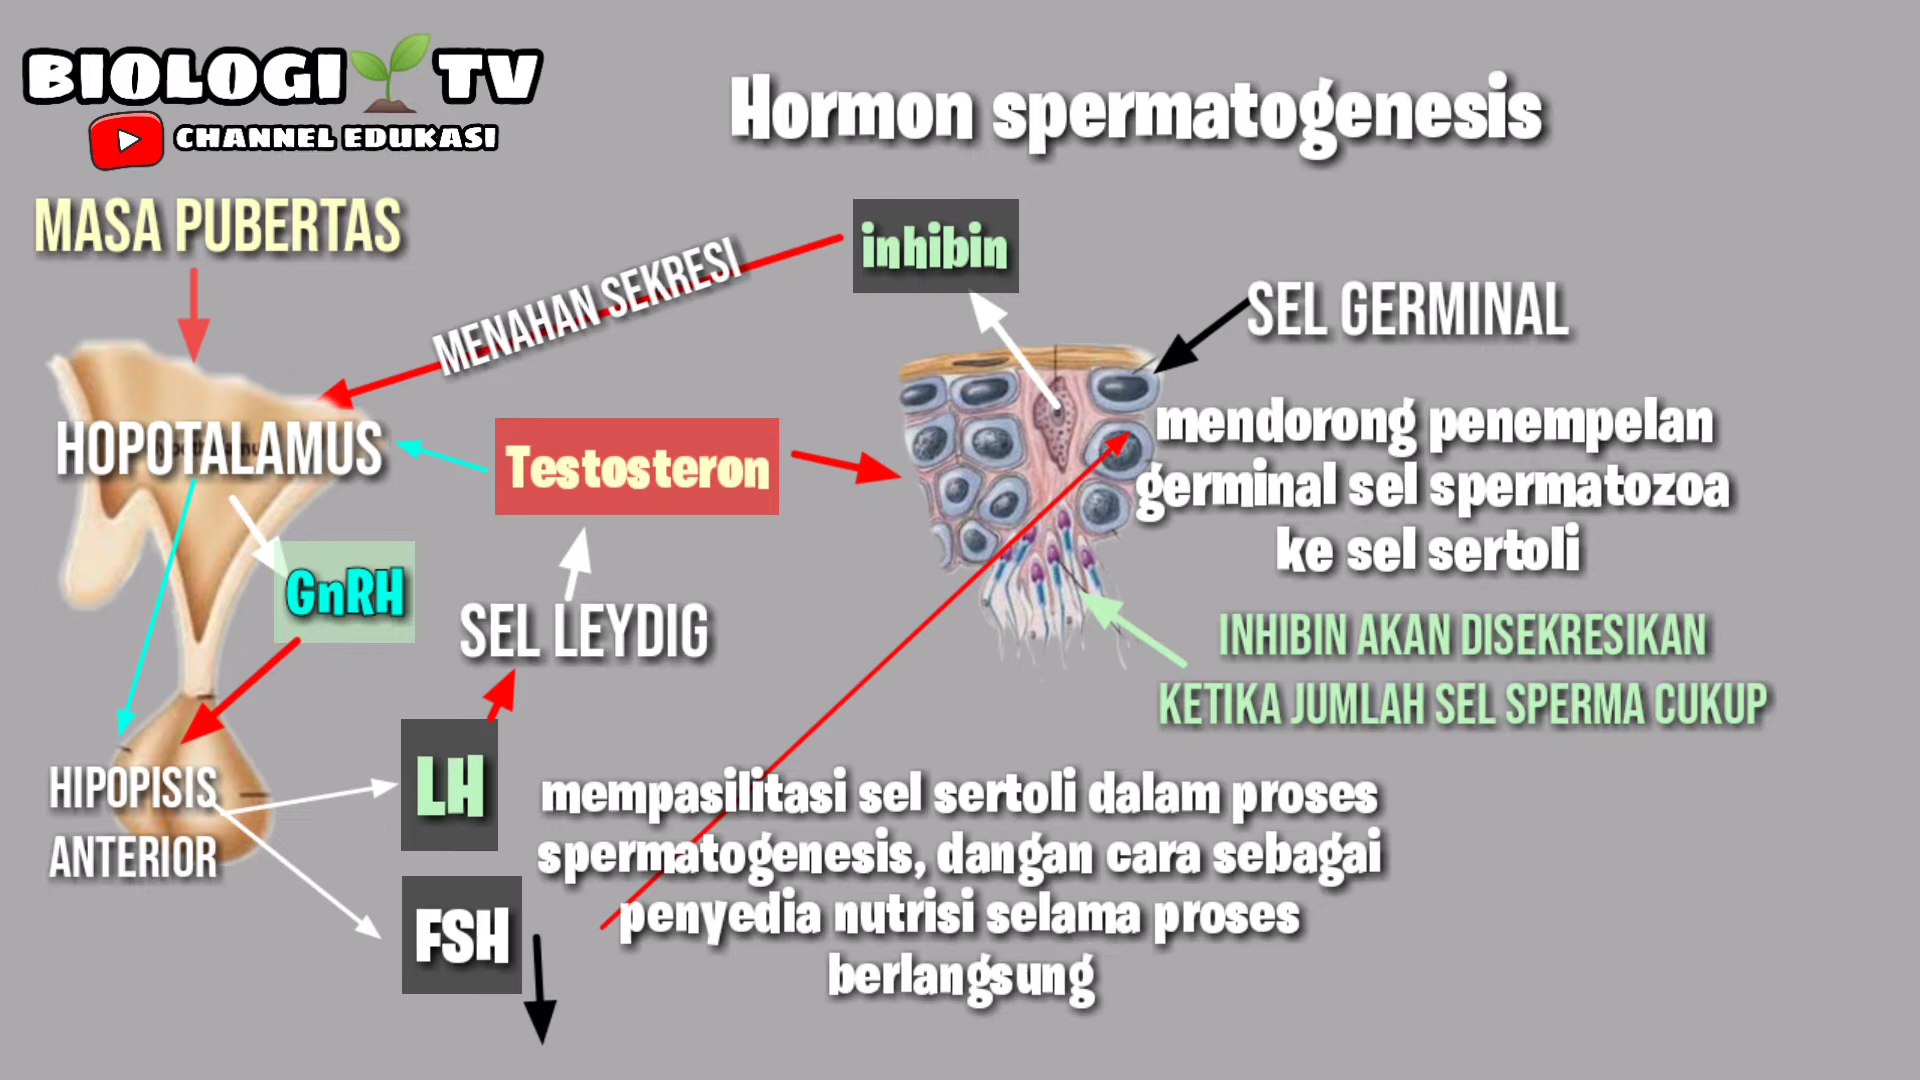 BIOLOGI TV
CHANNEL EDUKASI
Hormon spermatogenesis
MASA PUBERTAS
inhibin
MENAHAN SEKRESI
SEL GERMINAL
HOPOTALAMUS
Testosteron
mendorong penempelan
germinal sel spermatozoa
ke sel sertoli
GnRH
SEL LEYDIG
INHIBIN AKAN DISEKRESIKAN
KETIKA JUMLAH SEL SPERMA CUKUP
HIPOPISIS
ANTERIOR
LH
mempasilitasi sel sertoli dalam proses
spermatogenesis, dangan cara sebagai
penyedia nutrisi selama proses
berlangsung
FSH